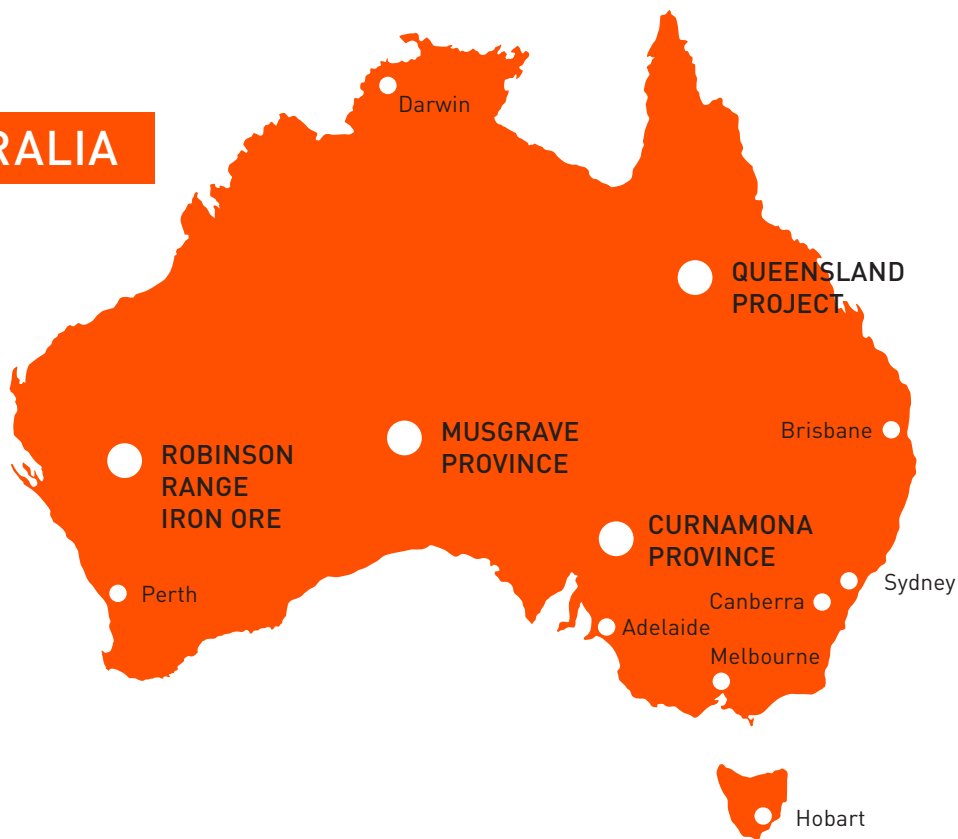 Darwin
RALIA
QUEENSLAND
PROJECT
MUSGRAVE
PROVINCE
Brisbane
ROBINSON
RANGE
IRON ORE
CURNAMONA
PROVINCE
Sydney
Perth
Canberra
Adelaide
Melbourne
Hobart